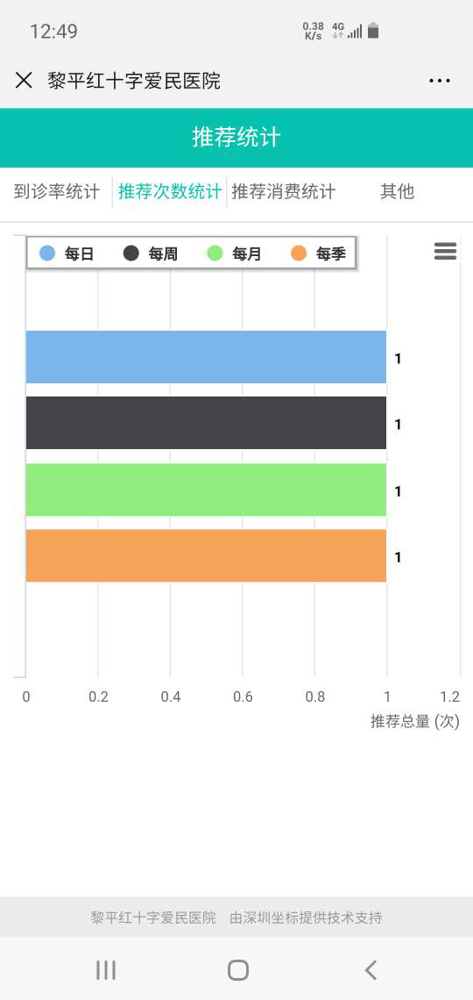 12:49
0.38 K/s 4G
黎平红十字爱民医院
推荐统计
到诊率统计 推荐次数统计 推荐消费统计 其他
每日 每周 每月 每季
1
1
1
1
0 0.2 0.4 0.6 0.8 1 1.2
推荐总量 (次)
黎平红十字爱民医院 由深圳坐标提供技术支持